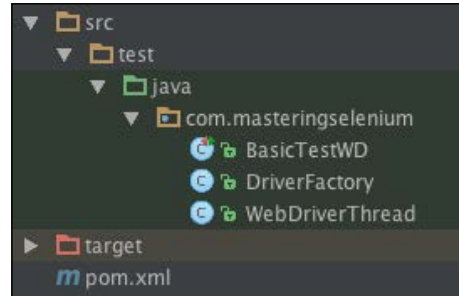 src
test
java
com.masteringselenium
BasicTestWD
DriverFactory
WebDriverThread
target
pom.xml